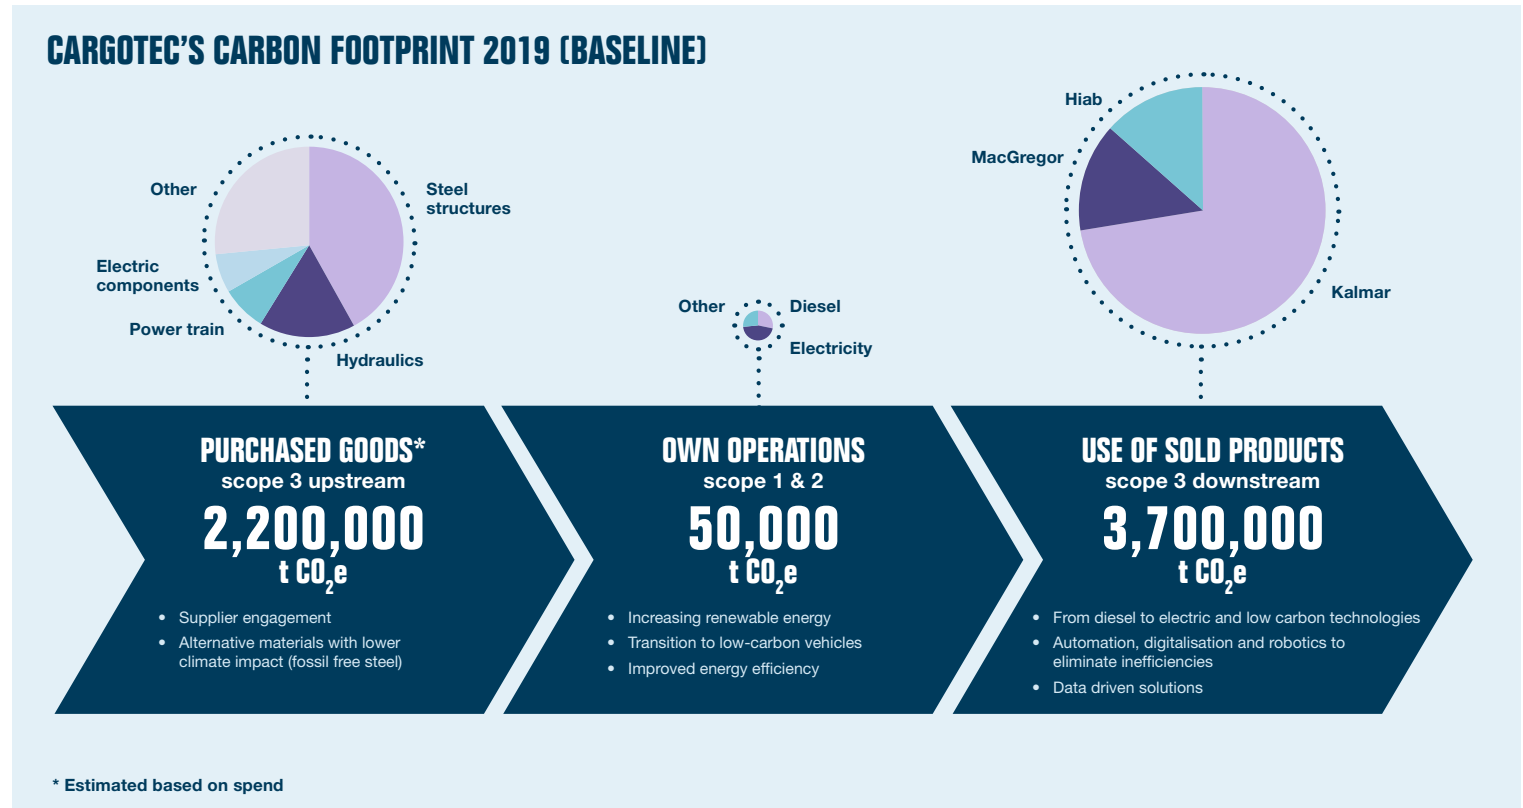 CARGOTEC'S CARBON FOOTPRINT 2019 (BASELINE)
Other
Steel
structures
Electric
components
Power train
Hydraulics
Other
Diesel
Electricity
Hiab
MacGregor
Kalmar
PURCHASED GOODS*
scope 3 upstream
2,200,000
t CO₂e
• Supplier engagement
• Alternative materials with lower
climate impact (fossil free steel)
OWN OPERATIONS
scope 1 & 2
50,000
t CO₂e
• Increasing renewable energy
• Transition to low-carbon vehicles
• Improved energy efficiency
USE OF SOLD PRODUCTS
scope 3 downstream
3,700,000
t CO₂e
• From diesel to electric and low carbon technologies
• Automation, digitalisation and robotics to
eliminate inefficiencies
• Data driven solutions
* Estimated based on spend